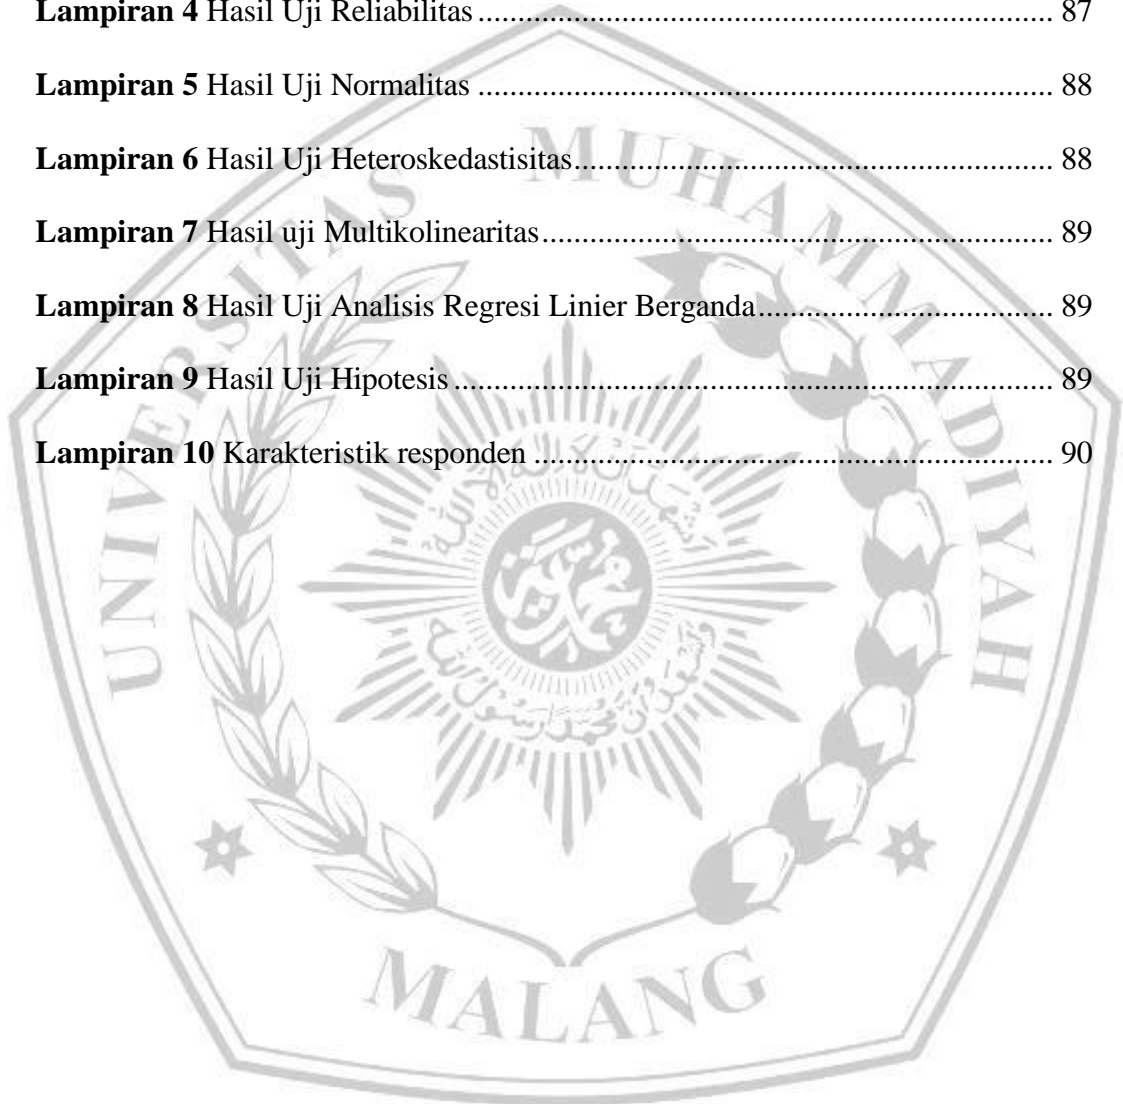 Lampiran 4 Hasil Uji Reliabilitas ........................................................................ 87
Lampiran 5 Hasil Uji Normalitas ........................................................................ 88
Lampiran 6 Hasil Uji Heteroskedastisitas............................................................ 88
Lampiran 7 Hasil uji Multikolinearitas................................................................ 89
Lampiran 8 Hasil Uji Analisis Regresi Linier Berganda..................................... 89
Lampiran 9 Hasil Uji Hipotesis ........................................................................... 89
Lampiran 10 Karakteristik responden ................................................................. 90
UNIVERSITAS MUHAMMADIYAH
MALANG